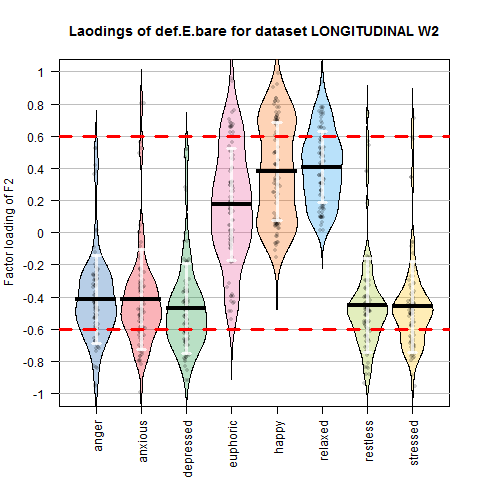 Laodings of def.E.bare for dataset LONGITUDINAL W2
Factor loading of F2
1
0.8
0.6
0.4
0.2
0
-0.2
-0.4
-0.6
-0.8
-1
anger
anxious
depressed
euphoric
happy
relaxed
restless
stressed